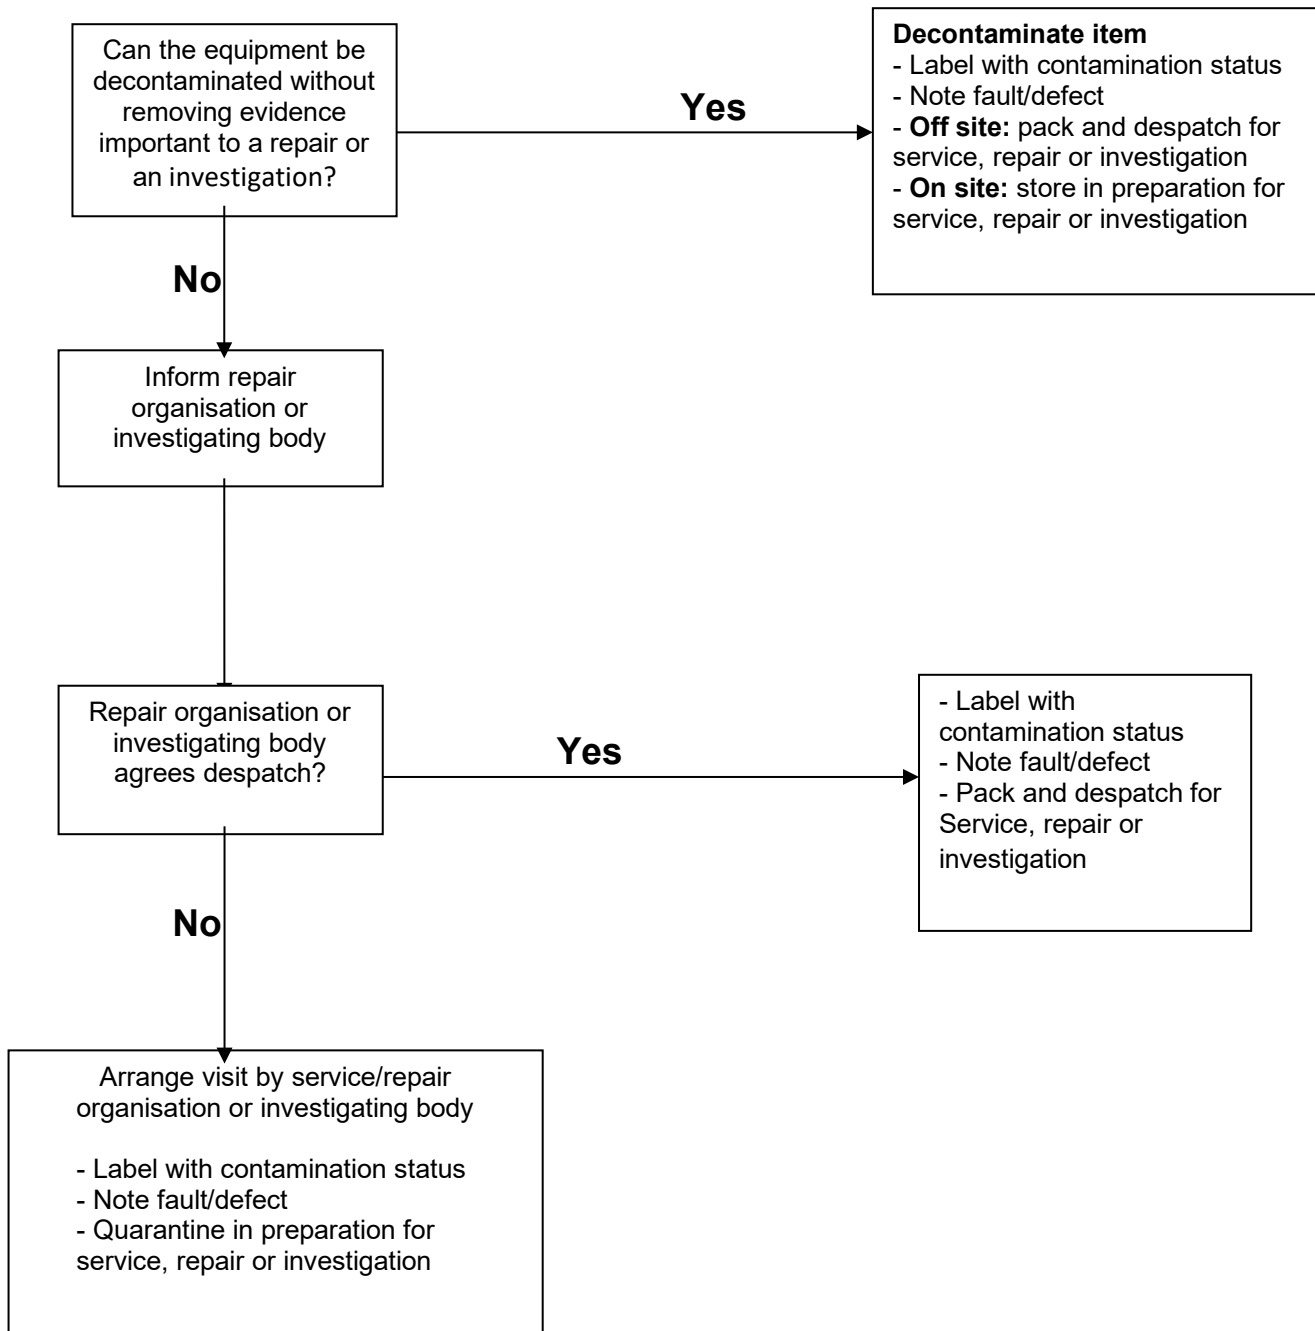 Can the equipment be
decontaminated without
removing evidence
important to a repair or
an investigation?
Yes
Decontaminate item
- Label with contamination status
- Note fault/defect
- Off site: pack and despatch for
service, repair or investigation
- On site: store in preparation for
service, repair or investigation
No
Inform repair
organisation or
investigating body
Repair organisation or
investigating body
agrees despatch?
Yes
- Label with
contamination status
- Note fault/defect
- Pack and despatch for
Service, repair or
investigation
No
Arrange visit by service/repair
organisation or investigating body
- Label with contamination status
- Note fault/defect
- Quarantine in preparation for
service, repair or investigation